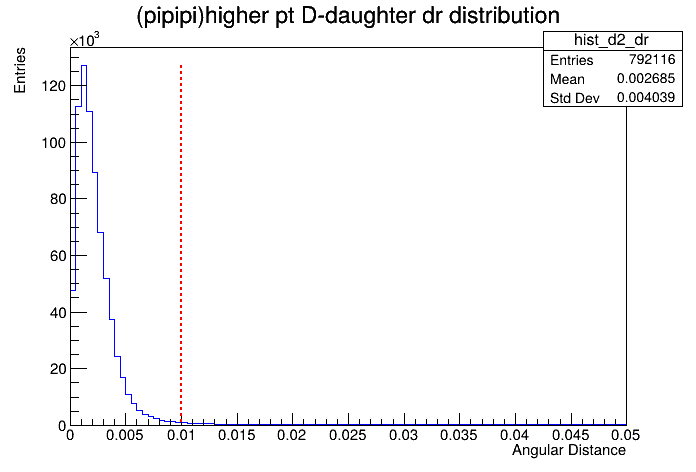 (pipipi)higher pt D-daughter dr distribution
×10³
hist_d2_dr
Entries 792116
Mean 0.002685
Std Dev 0.004039
Entries
120
100
80
60
40
20
0
0 0.005 0.01 0.015 0.02 0.025 0.03 0.035 0.04 0.045 0.05
Angular Distance